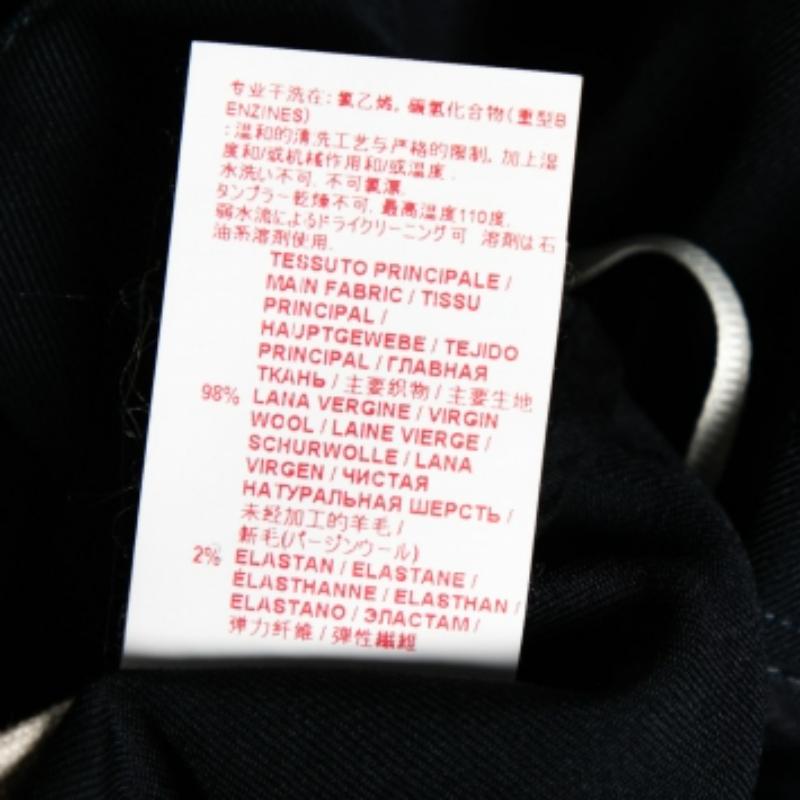 专业干洗在: 氯乙烯, 碳氢化合物(重型B
ENZINES)
: 温和的清洗工艺与严格的限制, 加上湿
度和/或机械作用和/或温度.
水洗い不可, 不可氯漂,
タンブラー乾燥不可, 最高温度110度,
弱水流によるドライクリーニング可 溶剤は石
油系溶剤使用.
TESSUTO PRINCIPALE /
MAIN FABRIC / TISSU
PRINCIPAL /
HAUPTGEWEBE / TEJIDO
PRINCIPAL / ГЛАВНАЯ
ТКАНЬ / 主要织物 / 主要生地
98% LANA VERGINE / VIRGIN
WOOL / LAINE VIERGE /
SCHURWOLLE / LANA
VIRGEN / ЧИСТАЯ
НАТУРАЛЬНАЯ ШЕРСТЬ /
未经加工的羊毛 /
新毛(バージンウール)
2% ELASTAN / ELASTANE /
ÉLASTHANNE / ELASTHAN /
ELASTANO / ЭЛАСТАМ /
弹力纤维 / 弾性繊維